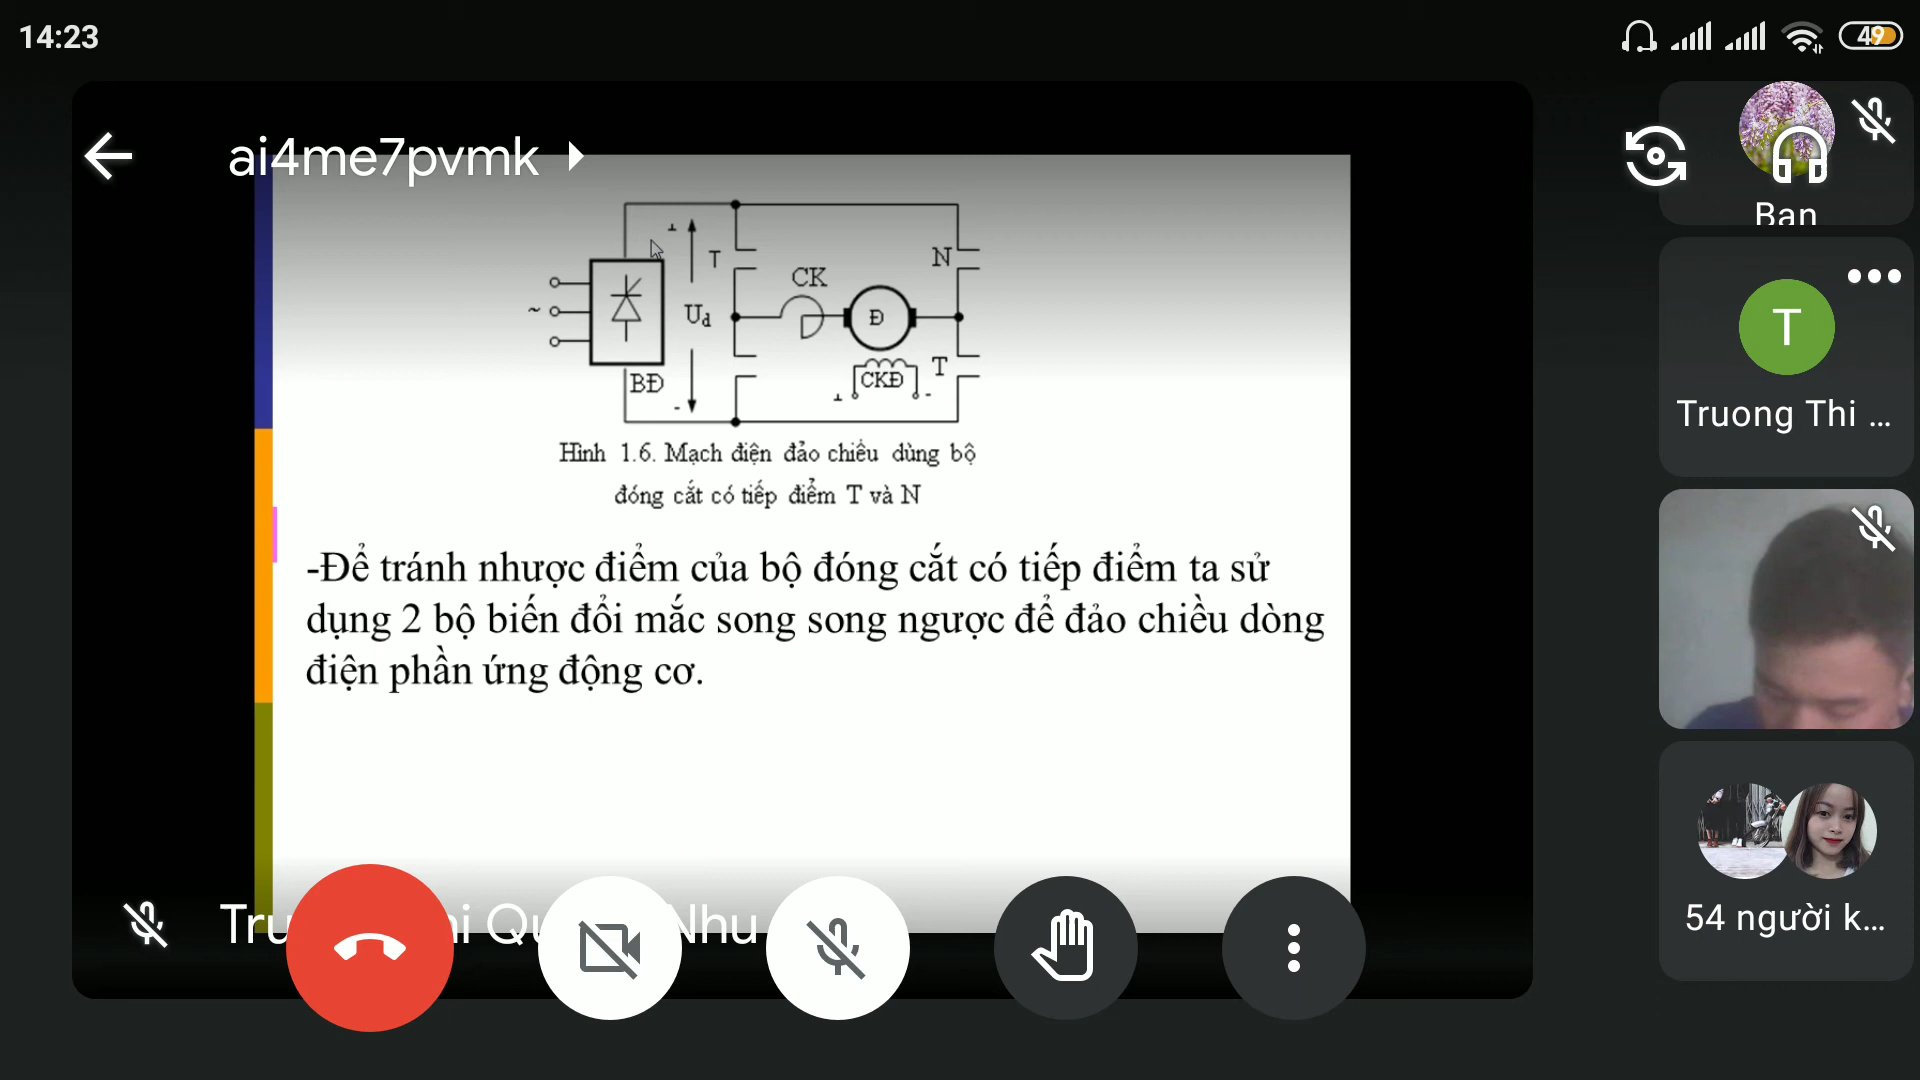 14:23
49
ai4me7pvmk
Bạn
T
Truong Thi ...
54 người k...
+
T
N
CK
~
Ud
Đ
BĐ
T
CKĐ
+
-
-
Hình 1.6. Mạch điện đảo chiều dùng bộ
đóng cắt có tiếp điểm T và N
-Để tránh nhược điểm của bộ đóng cắt có tiếp điểm ta sử
dụng 2 bộ biến đổi mắc song song ngược để đảo chiều dòng
điện phần ứng động cơ.
Nhu